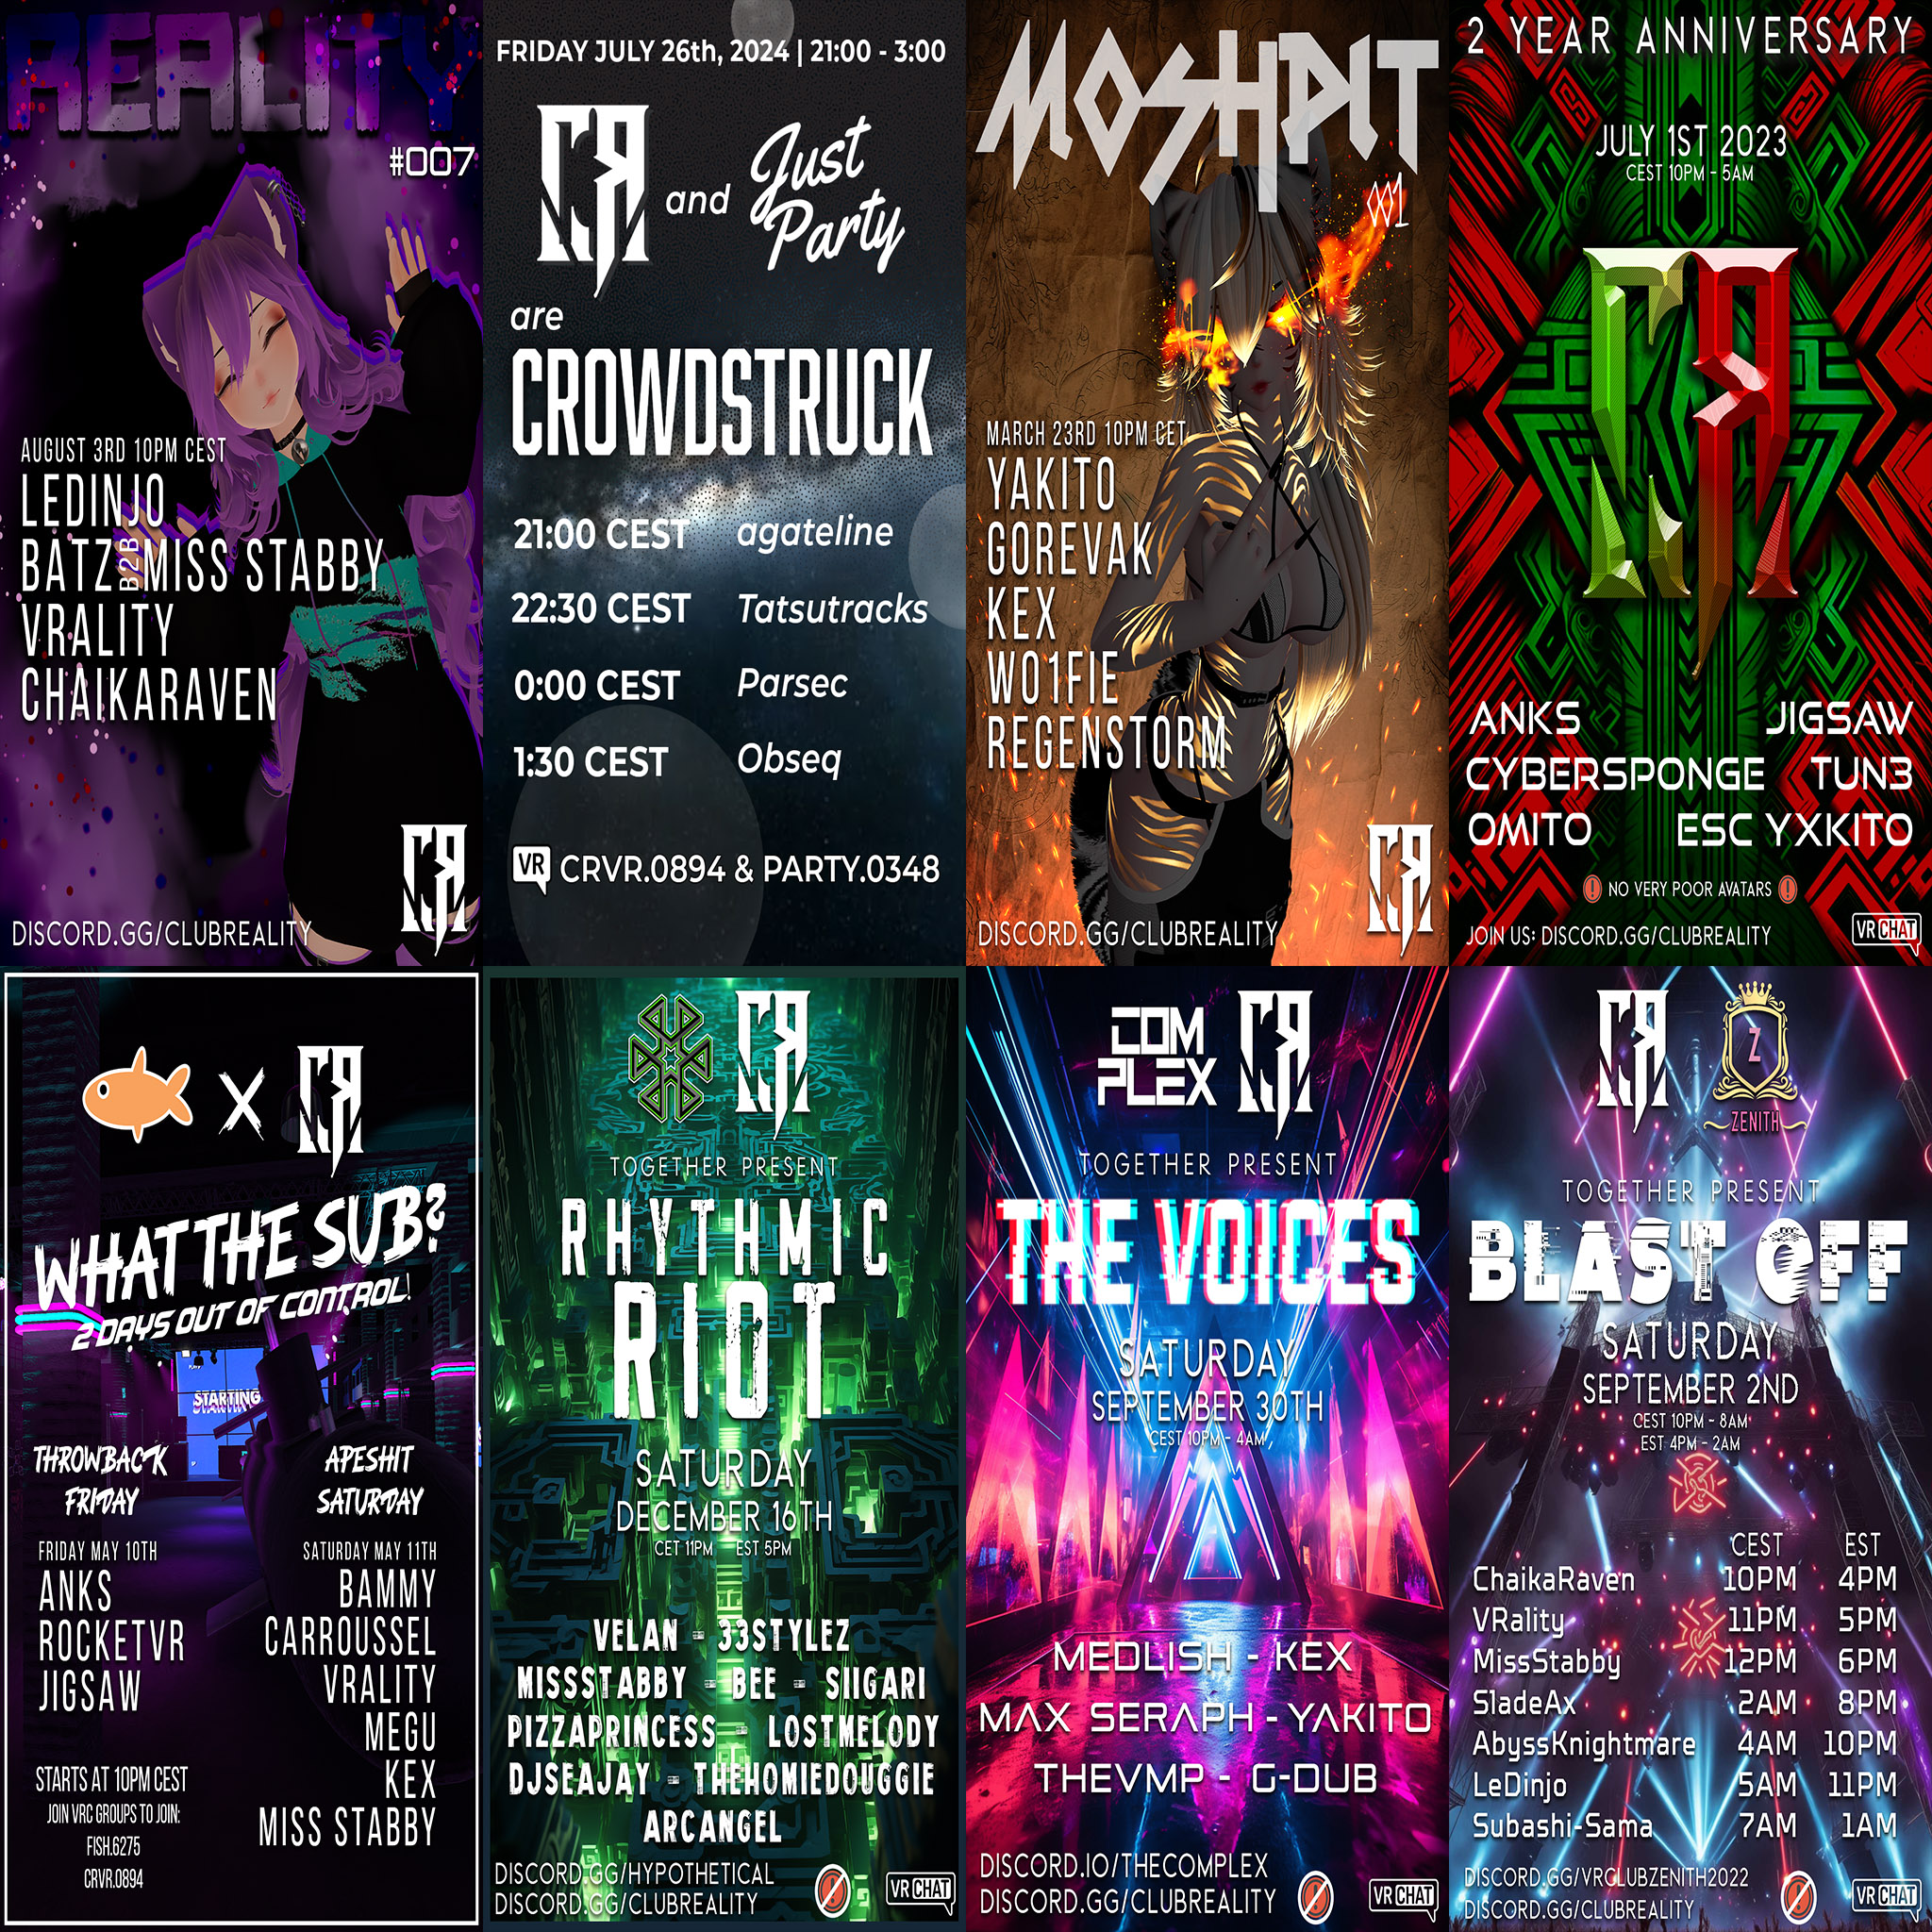 REALITY
#007
AUGUST 3RD 10PM CEST
LEDINJO
BATZ B2B MISS STABBY
VRALITY
CHAIKARAVEN
CR
DISCORD.GG/CLUBREALITY
FRIDAY JULY 26th, 2024 | 21:00 - 3:00
CR and Just Party
are
CROWDSTRUCK
21:00 CEST agateline
22:30 CEST Tatsutracks
0:00 CEST Parsec
1:30 CEST Obseq
VR CRVR.0894 & PARTY.0348
MOSHPIT
001
MARCH 23RD 10PM CET
YAKITO
GOREVAK
KEX
WO1FIE
REGENSTORM
CR
DISCORD.GG/CLUBREALITY
2 YEAR ANNIVERSARY
JULY 1ST 2023
CEST 10PM - 5AM
CR
ANKS JIGSAW
CYBERSPONGE TUN3
OMITO ESC YXKITO
NO VERY POOR AVATARS
JOIN US: DISCORD.GG/CLUBREALITY
VRCHAT
X CR
WHAT THE SUB?
2 DAYS OUT OF CONTROL!
STARTING
THROWBACK
FRIDAY
FRIDAY MAY 10TH
ANKS
ROCKETVR
JIGSAW
APESHIT
SATURDAY
SATURDAY MAY 11TH
BAMMY
CARROUSSEL
VRALITY
MEGU
KEX
MISS STABBY
STARTS AT 10PM CEST
JOIN VRC GROUPS TO JOIN:
FISH.6275
CRVR.0894
CR
TOGETHER PRESENT
RHYTHMIC
RIOT
SATURDAY
DECEMBER 16TH
CET 11PM EST 5PM
VELAN - 33STYLEZ
MISSSTABBY - BEE - SIIGARI
PIZZAPRINCESS - LOSTMELODY
DJSEAJAY - THEHOMIEDOUGGIE
ARCANGEL
DISCORD.GG/HYPOTHETICAL
DISCORD.GG/CLUBREALITY
VRCHAT
COM
PLEX
CR
TOGETHER PRESENT
THE VOICES
SATURDAY
SEPTEMBER 30TH
CEST 10PM - 4AM
MEDLISH - KEX
MAX SERAPH - YAKITO
THEVMP - G-DUB
DISCORD.IO/THECOMPLEX
DISCORD.GG/CLUBREALITY
VRCHAT
CR
Z
ZENITH
TOGETHER PRESENT
BLAST OFF
SATURDAY
SEPTEMBER 2ND
CEST 10PM - 8AM
EST 4PM - 2AM
CEST EST
ChaikaRaven 10PM 4PM
VRality 11PM 5PM
MissStabby 12PM 6PM
SladeAx 2AM 8PM
AbyssKnightmare 4AM 10PM
LeDinjo 5AM 11PM
Subashi-Sama 7AM 1AM
DISCORD.GG/VRCLUBZENITH2022
DISCORD.GG/CLUBREALITY
VRCHAT